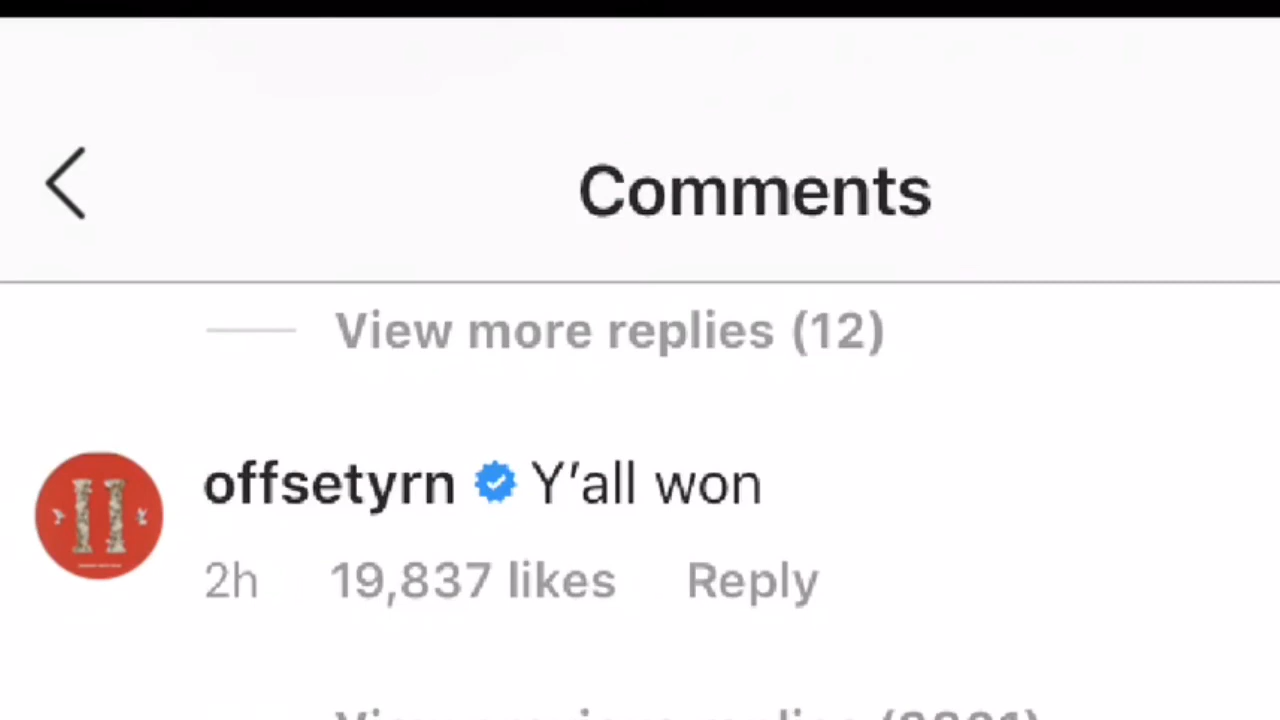 Comments
View more replies (12)
offsetyrn Y’all won
2h 19,837 likes Reply